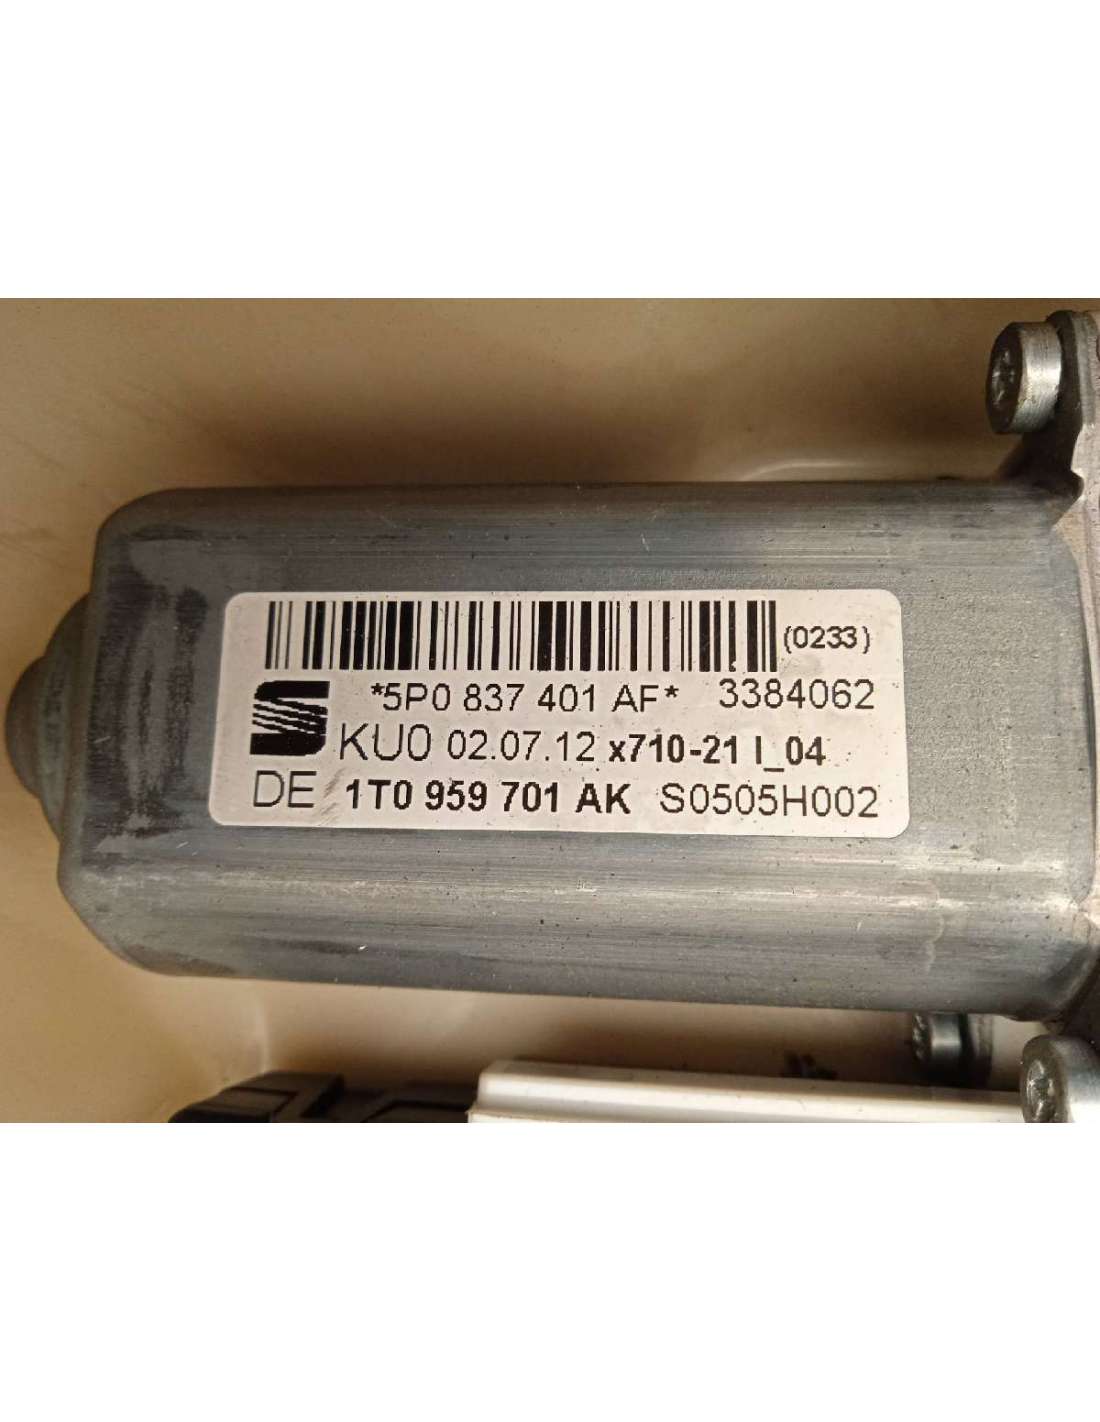 (0233)
*5P0 837 401 AF* 3384062
KU0 02.07.12 x710-21 I_04
DE 1T0 959 701 AK S0505H002